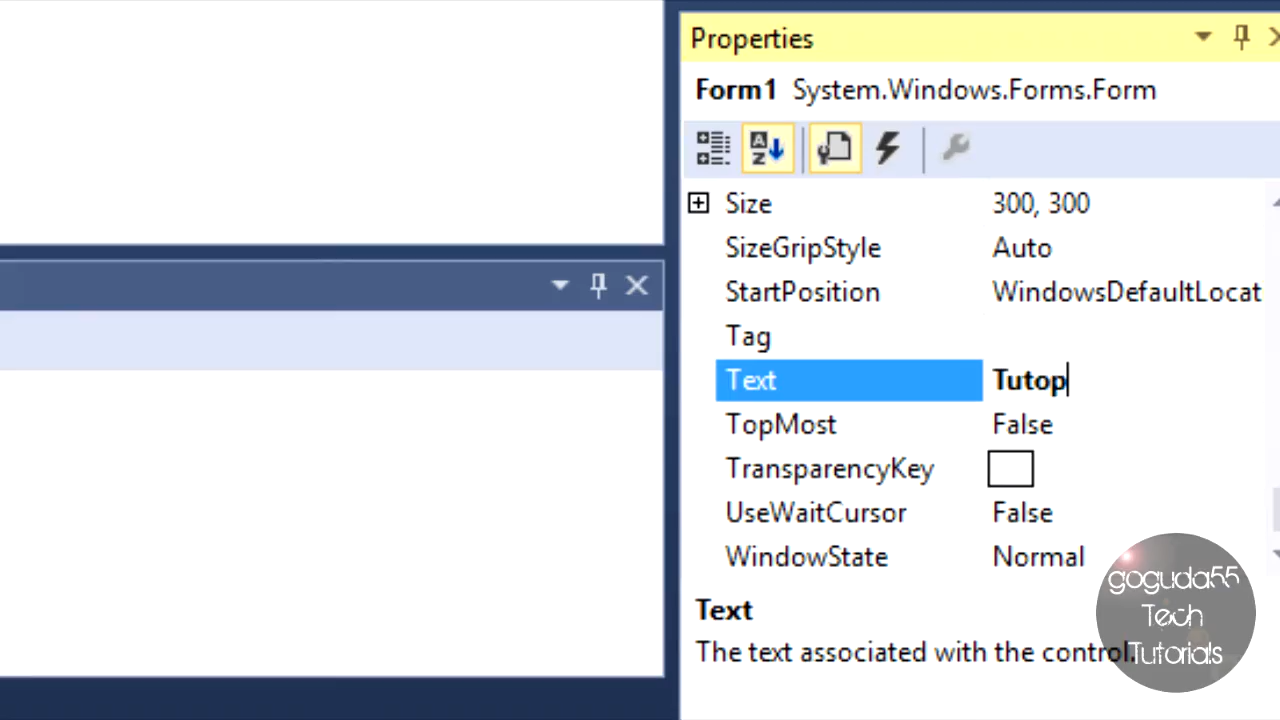 Properties
Form1 System.Windows.Forms.Form
Size 300, 300
SizeGripStyle Auto
StartPosition WindowsDefaultLocat
Tag
Text Tutop
TopMost False
TransparencyKey
UseWaitCursor False
WindowState Normal
Text
The text associated with the control.
goguda55
Tech
Tutorials